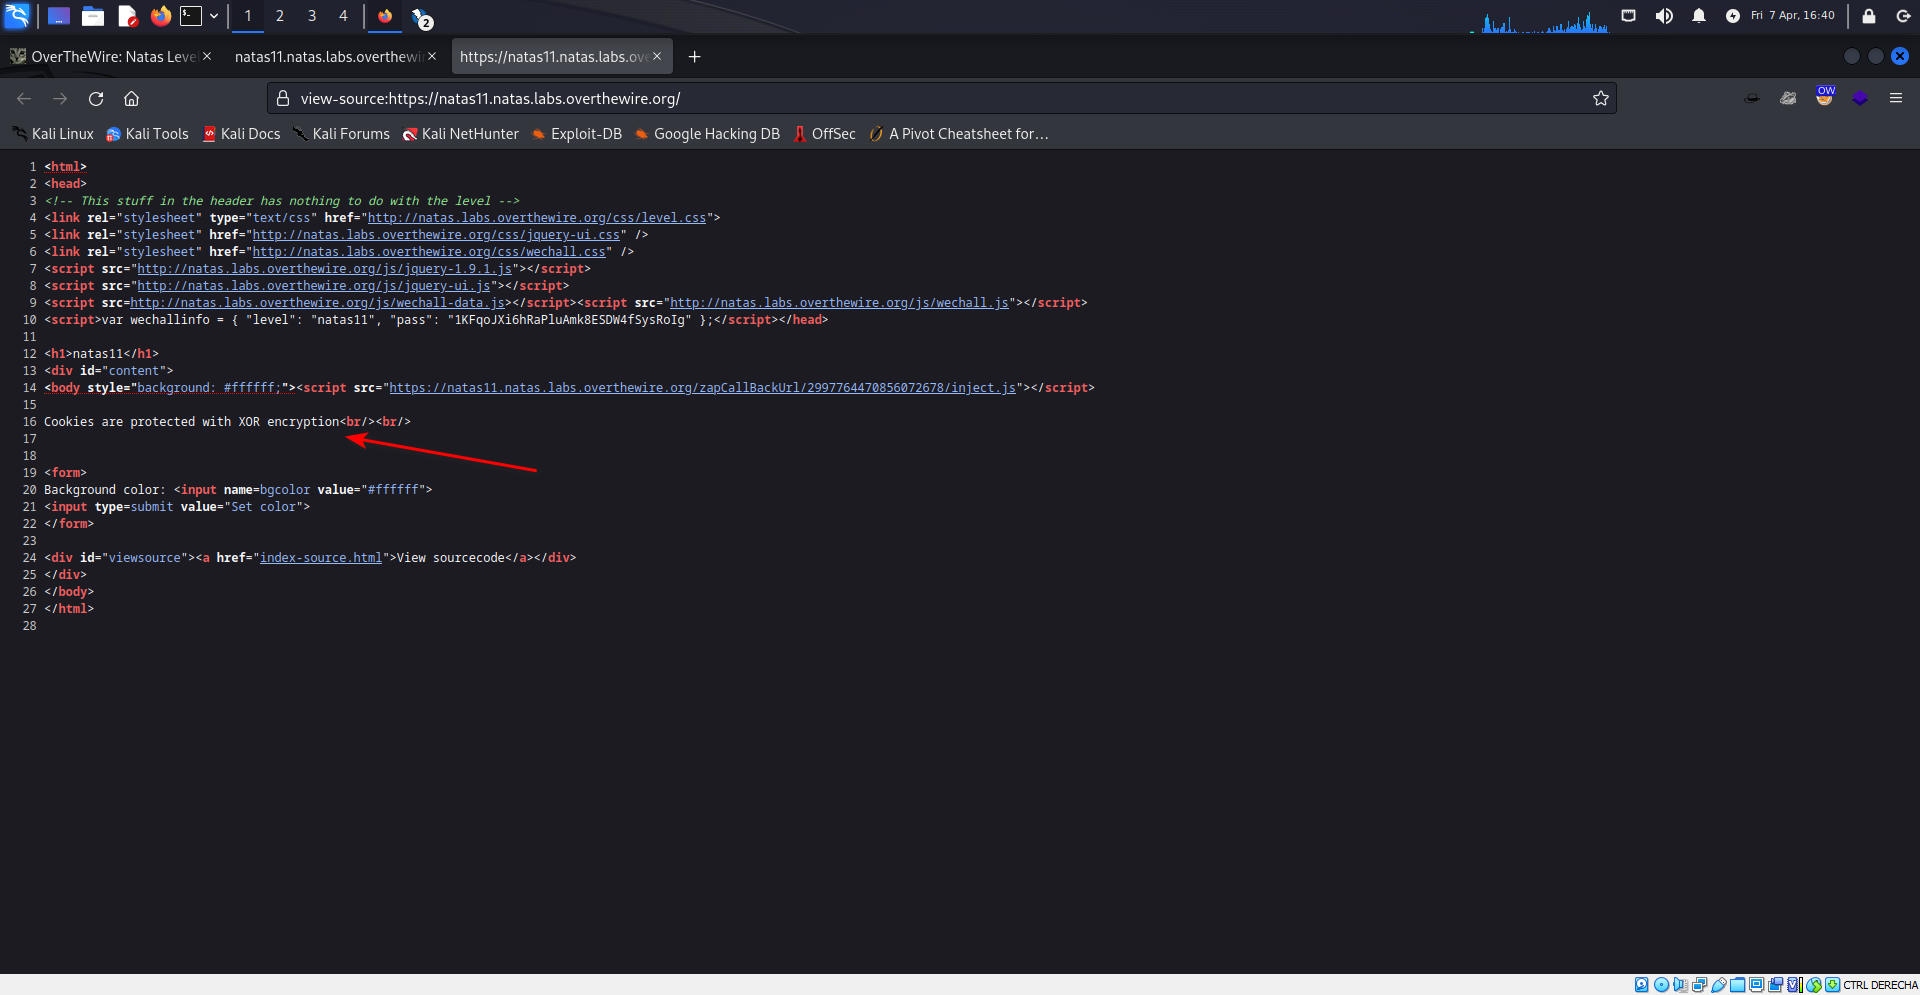 1 2 3 4 2 Fri 7 Apr, 16:40
OverTheWire: Natas Leve natas11.natas.labs.overthewi https://natas11.natas.labs.ov
view-source:https://natas11.natas.labs.overthewire.org/ OW
Kali Linux Kali Tools Kali Docs Kali Forums Kali NetHunter Exploit-DB Google Hacking DB OffSec A Pivot Cheatsheet for…
1 <html>
2 <head>
3 <!-- This stuff in the header has nothing to do with the level -->
4 <link rel="stylesheet" type="text/css" href="http://natas.labs.overthewire.org/css/level.css">
5 <link rel="stylesheet" href="http://natas.labs.overthewire.org/css/jquery-ui.css" />
6 <link rel="stylesheet" href="http://natas.labs.overthewire.org/css/wechall.css" />
7 <script src="http://natas.labs.overthewire.org/js/jquery-1.9.1.js"></script>
8 <script src="http://natas.labs.overthewire.org/js/jquery-ui.js"></script>
9 <script src=http://natas.labs.overthewire.org/js/wechall-data.js></script><script src="http://natas.labs.overthewire.org/js/wechall.js"></script>
10 <script>var wechallinfo = { "level": "natas11", "pass": "1KFqoJXi6hRaPluAmk8ESDW4fSysRoIg" };</script></head>
11
12 <h1>natas11</h1>
13 <div id="content">
14 <body style="background: #ffffff;"><script src="https://natas11.natas.labs.overthewire.org/zapCallBackUrl/2997764470856072678/inject.js"></script>
15
16 Cookies are protected with XOR encryption<br/><br/>
17
18
19 <form>
20 Background color: <input name=bgcolor value="#ffffff">
21 <input type=submit value="Set color">
22 </form>
23
24 <div id="viewsource"><a href="index-source.html">View sourcecode</a></div>
25 </div>
26 </body>
27 </html>
28
CTRL DERECHA